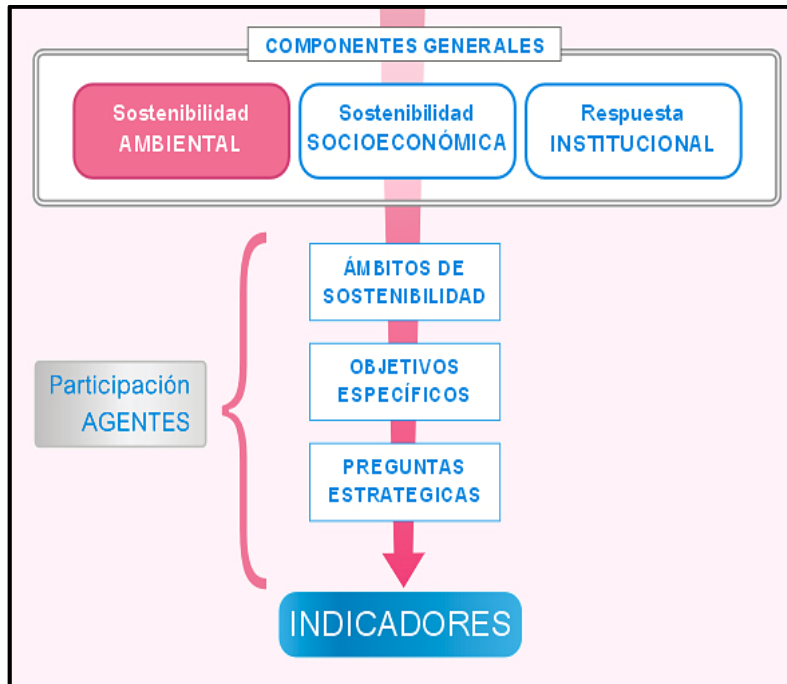 COMPONENTES GENERALES
Sostenibilidad
AMBIENTAL
Sostenibilidad
SOCIOECONÓMICA
Respuesta
INSTITUCIONAL
ÁMBITOS DE
SOSTENIBILIDAD
OBJETIVOS
ESPECÍFICOS
Participación
AGENTES
PREGUNTAS
ESTRATEGICAS
INDICADORES